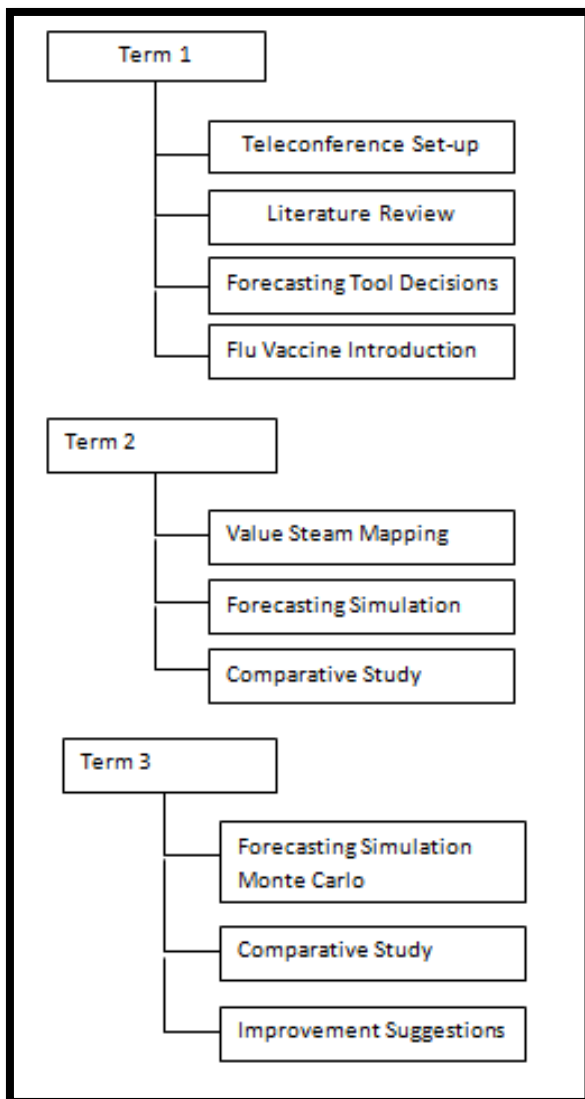 Term 1
Teleconference Set-up
Literature Review
Forecasting Tool Decisions
Flu Vaccine Introduction
Term 2
Value Steam Mapping
Forecasting Simulation
Comparative Study
Term 3
Forecasting Simulation
Monte Carlo
Comparative Study
Improvement Suggestions